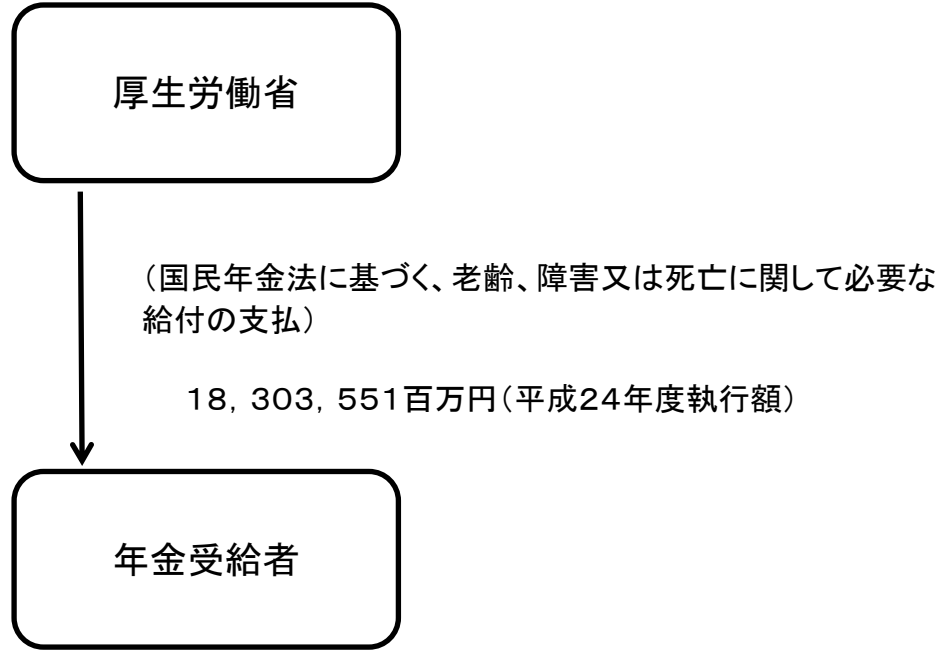 厚生労働省
（国民年金法に基づく、老齢、障害又は死亡に関して必要な
給付の支払）
１８，３０３，５５１百万円（平成２４年度執行額）
年金受給者